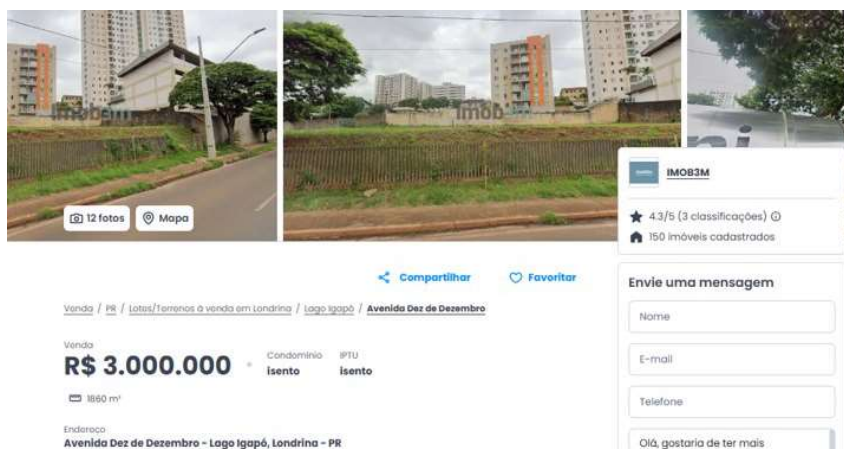 Imob3m
Imob
12 fotos
Mapa
IMOB3M
4.3/5 (3 classificações)
150 imóveis cadastrados
Compartilhar
Favoritar
Venda / PR / Lotes/Terrenos à venda em Londrina / Lago Igapó / Avenida Dez de Dezembro
Venda
R$ 3.000.000
Condomínio
isento
IPTU
isento
1860 m²
Endereço
Avenida Dez de Dezembro - Lago Igapó, Londrina - PR
Envie uma mensagem
Nome
E-mail
Telefone
Olá, gostaria de ter mais